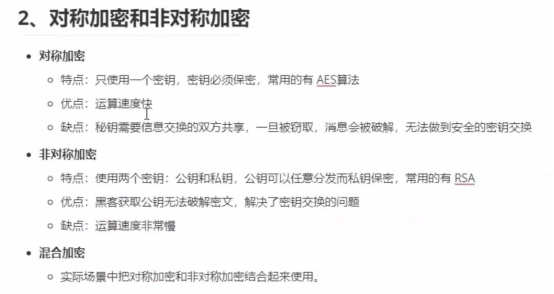 2、对称加密和非对称加密
对称加密
特点：只使用一个密钥，密钥必须保密，常用的有 AES算法
优点：运算速度快
缺点：秘钥需要信息交换的双方共享，一旦被窃取，消息会被破解，无法做到安全的密钥交换
非对称加密
特点：使用两个密钥：公钥和私钥，公钥可以任意分发而私钥保密，常用的有 RSA
优点：黑客获取公钥无法破解密文，解决了密钥交换的问题
缺点：运算速度非常慢
混合加密
实际场景中把对称加密和非对称加密结合起来使用。